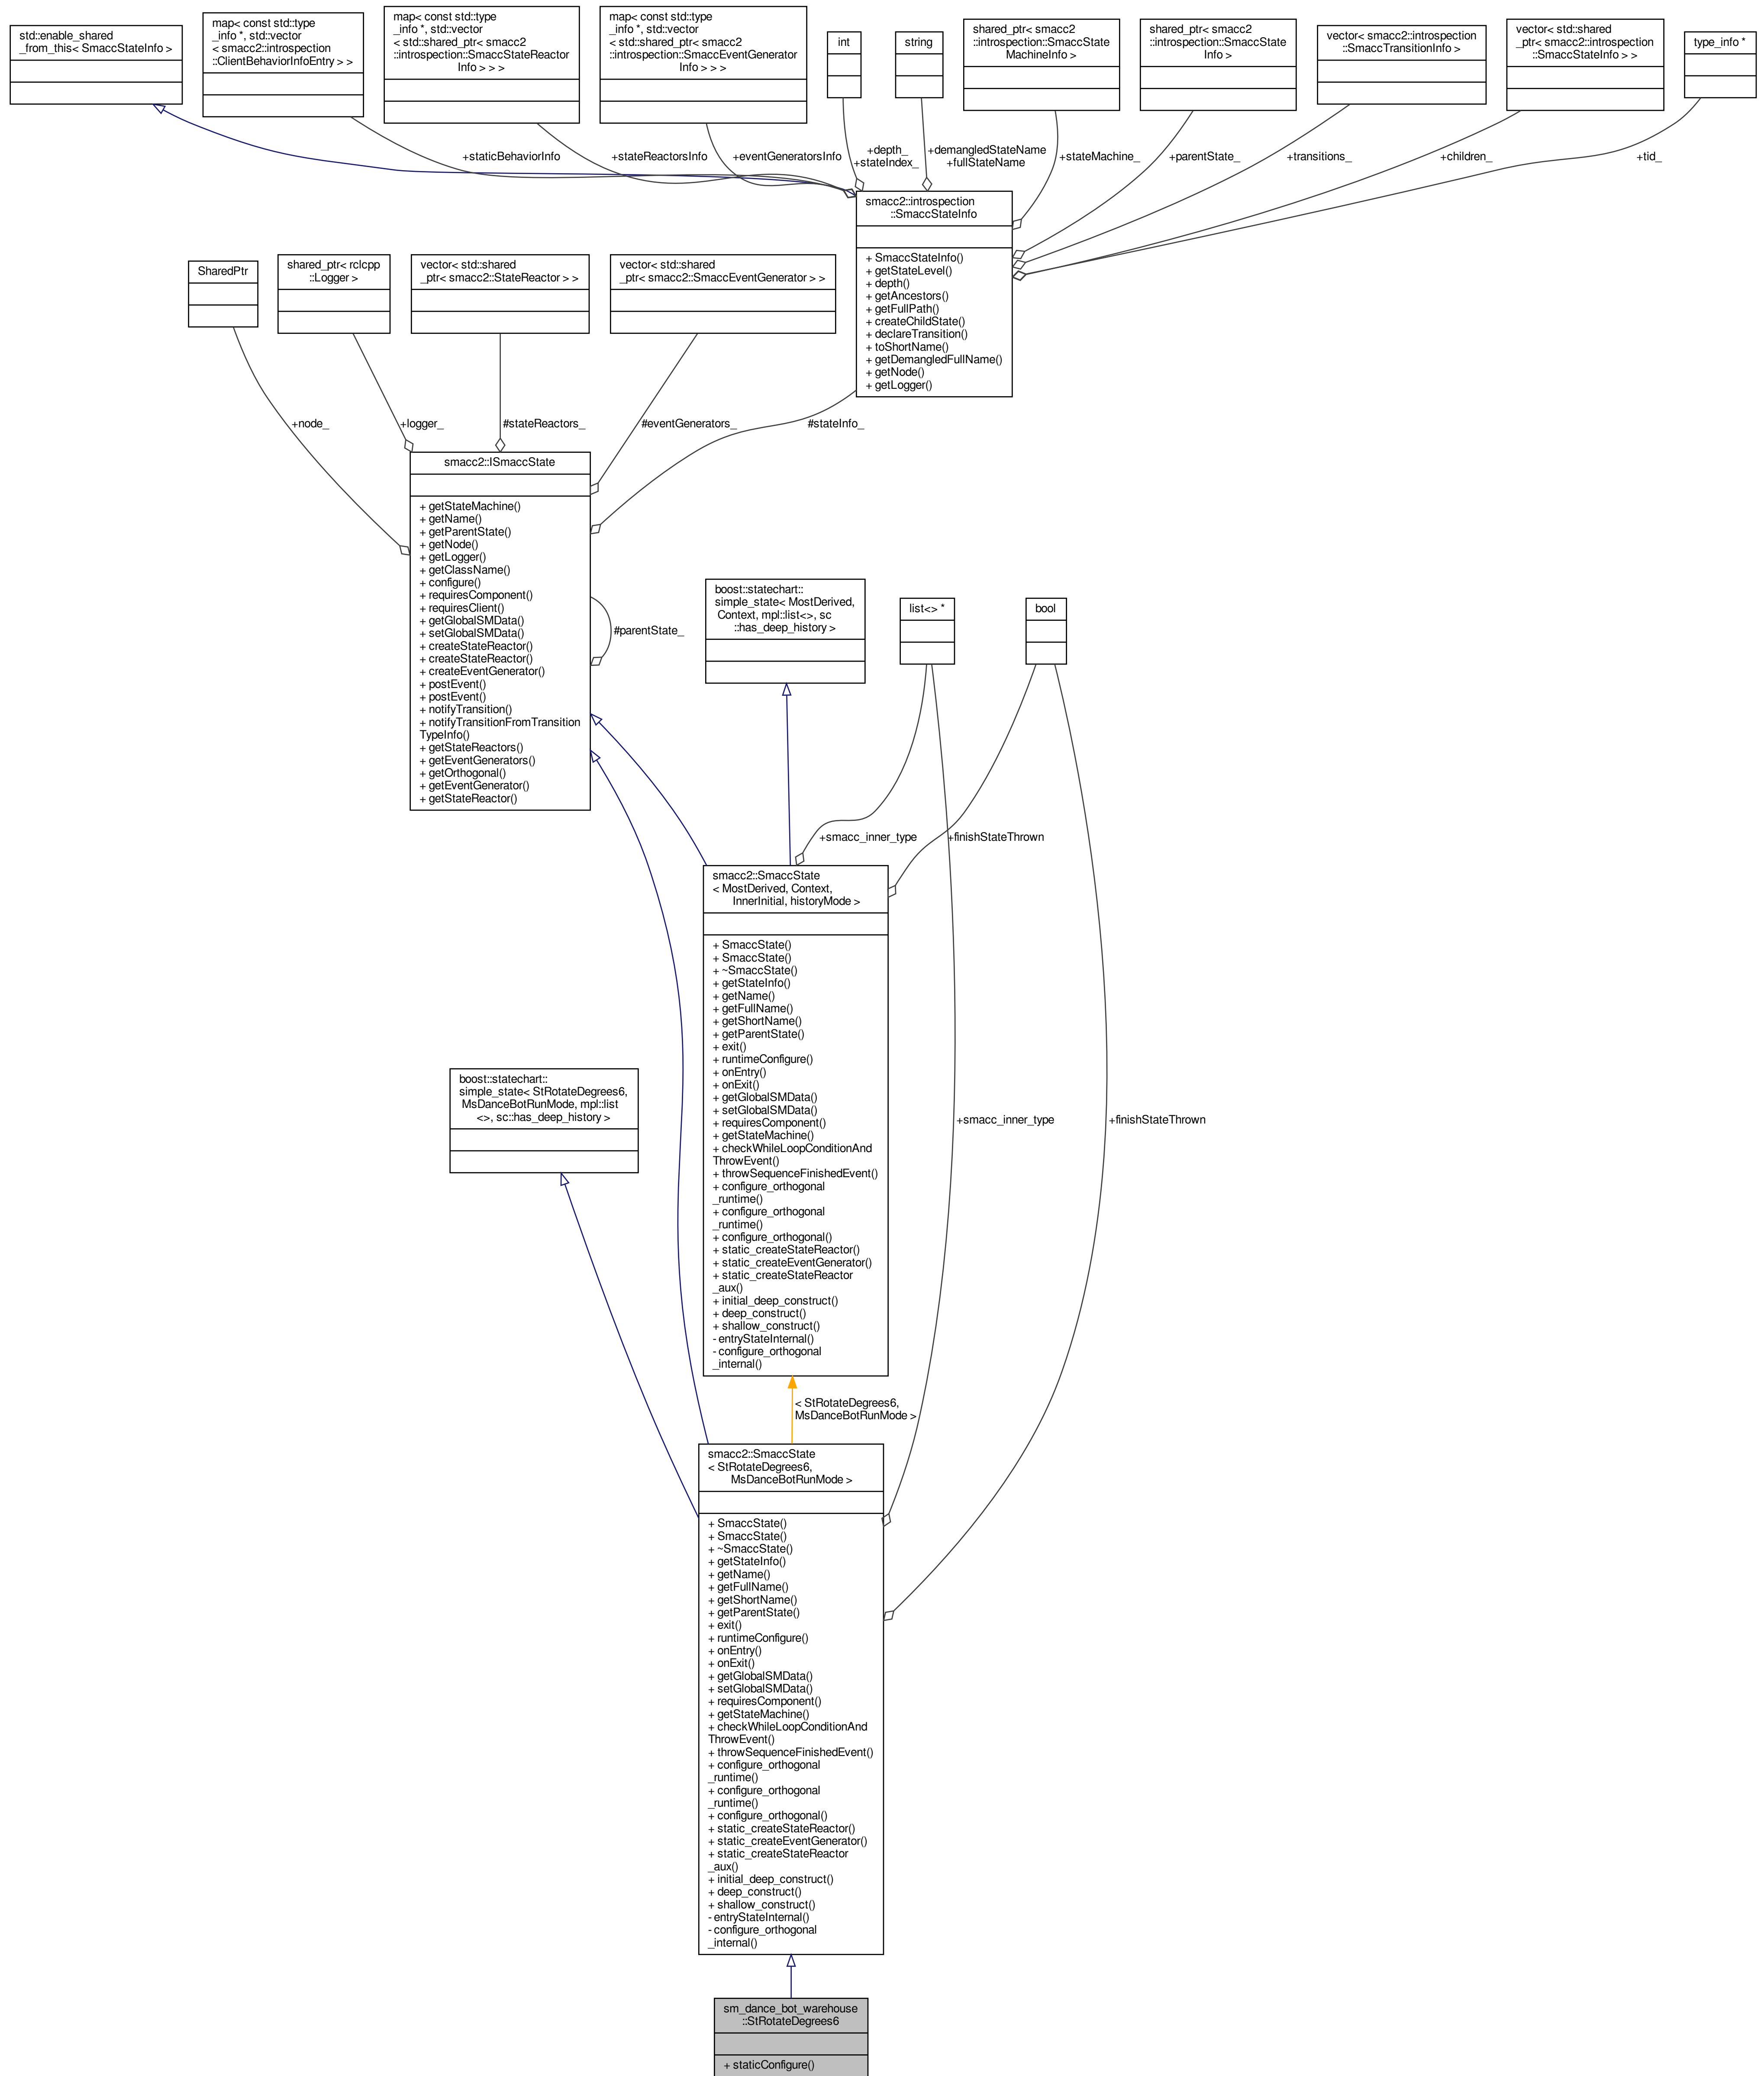 std::enable_shared
_from_this< SmaccStateInfo >
map< const std::type
_info *, std::vector
< smacc2::introspection
::ClientBehaviorInfoEntry > >
map< const std::type
_info *, std::vector
< std::shared_ptr< smacc2
::introspection::SmaccStateReactor
Info > > >
map< const std::type
_info *, std::vector
< std::shared_ptr< smacc2
::introspection::SmaccEventGenerator
Info > > >
int
string
shared_ptr< smacc2
::introspection::SmaccState
MachineInfo >
shared_ptr< smacc2
::introspection::SmaccState
Info >
vector< smacc2::introspection
::SmaccTransitionInfo >
vector< std::shared
_ptr< smacc2::introspection
::SmaccStateInfo > >
type_info *
+staticBehaviorInfo
+stateReactorsInfo
+eventGeneratorsInfo
+depth_
+stateIndex_
+demangledStateName
+fullStateName
+stateMachine_
+parentState_
+transitions_
+children_
+tid_
smacc2::introspection
::SmaccStateInfo
+ SmaccStateInfo()
+ getStateLevel()
+ depth()
+ getAncestors()
+ getFullPath()
+ createChildState()
+ declareTransition()
+ toShortName()
+ getDemangledFullName()
+ getNode()
+ getLogger()
SharedPtr
shared_ptr< rclcpp
::Logger >
vector< std::shared
_ptr< smacc2::StateReactor > >
vector< std::shared
_ptr< smacc2::SmaccEventGenerator > >
+node_
+logger_
#stateReactors_
#eventGenerators_
#stateInfo_
smacc2::ISmaccState
+ getStateMachine()
+ getName()
+ getParentState()
+ getNode()
+ getLogger()
+ getClassName()
+ configure()
+ requiresComponent()
+ requiresClient()
+ getGlobalSMData()
+ setGlobalSMData()
+ createStateReactor()
+ createStateReactor()
+ createEventGenerator()
+ postEvent()
+ postEvent()
+ notifyTransition()
+ notifyTransitionFromTransition
TypeInfo()
+ getStateReactors()
+ getEventGenerators()
+ getOrthogonal()
+ getEventGenerator()
+ getStateReactor()
#parentState_
boost::statechart::
simple_state< MostDerived,
Context, mpl::list<>, sc
::has_deep_history >
list<> *
bool
+smacc_inner_type
+finishStateThrown
smacc2::SmaccState
< MostDerived, Context,
InnerInitial, historyMode >
+ SmaccState()
+ SmaccState()
+ ~SmaccState()
+ getStateInfo()
+ getName()
+ getFullName()
+ getShortName()
+ getParentState()
+ exit()
+ runtimeConfigure()
+ onEntry()
+ onExit()
+ getGlobalSMData()
+ setGlobalSMData()
+ requiresComponent()
+ getStateMachine()
+ checkWhileLoopConditionAnd
ThrowEvent()
+ throwSequenceFinishedEvent()
+ configure_orthogonal
_runtime()
+ configure_orthogonal
_runtime()
+ configure_orthogonal()
+ static_createStateReactor()
+ static_createEventGenerator()
+ static_createStateReactor
_aux()
+ initial_deep_construct()
+ deep_construct()
+ shallow_construct()
- entryStateInternal()
- configure_orthogonal
_internal()
boost::statechart::
simple_state< StRotateDegrees6,
MsDanceBotRunMode, mpl::list
<>, sc::has_deep_history >
+smacc_inner_type
+finishStateThrown
< StRotateDegrees6,
MsDanceBotRunMode >
smacc2::SmaccState
< StRotateDegrees6,
MsDanceBotRunMode >
+ SmaccState()
+ SmaccState()
+ ~SmaccState()
+ getStateInfo()
+ getName()
+ getFullName()
+ getShortName()
+ getParentState()
+ exit()
+ runtimeConfigure()
+ onEntry()
+ onExit()
+ getGlobalSMData()
+ setGlobalSMData()
+ requiresComponent()
+ getStateMachine()
+ checkWhileLoopConditionAnd
ThrowEvent()
+ throwSequenceFinishedEvent()
+ configure_orthogonal
_runtime()
+ configure_orthogonal
_runtime()
+ configure_orthogonal()
+ static_createStateReactor()
+ static_createEventGenerator()
+ static_createStateReactor
_aux()
+ initial_deep_construct()
+ deep_construct()
+ shallow_construct()
- entryStateInternal()
- configure_orthogonal
_internal()
sm_dance_bot_warehouse
::StRotateDegrees6
+ staticConfigure()